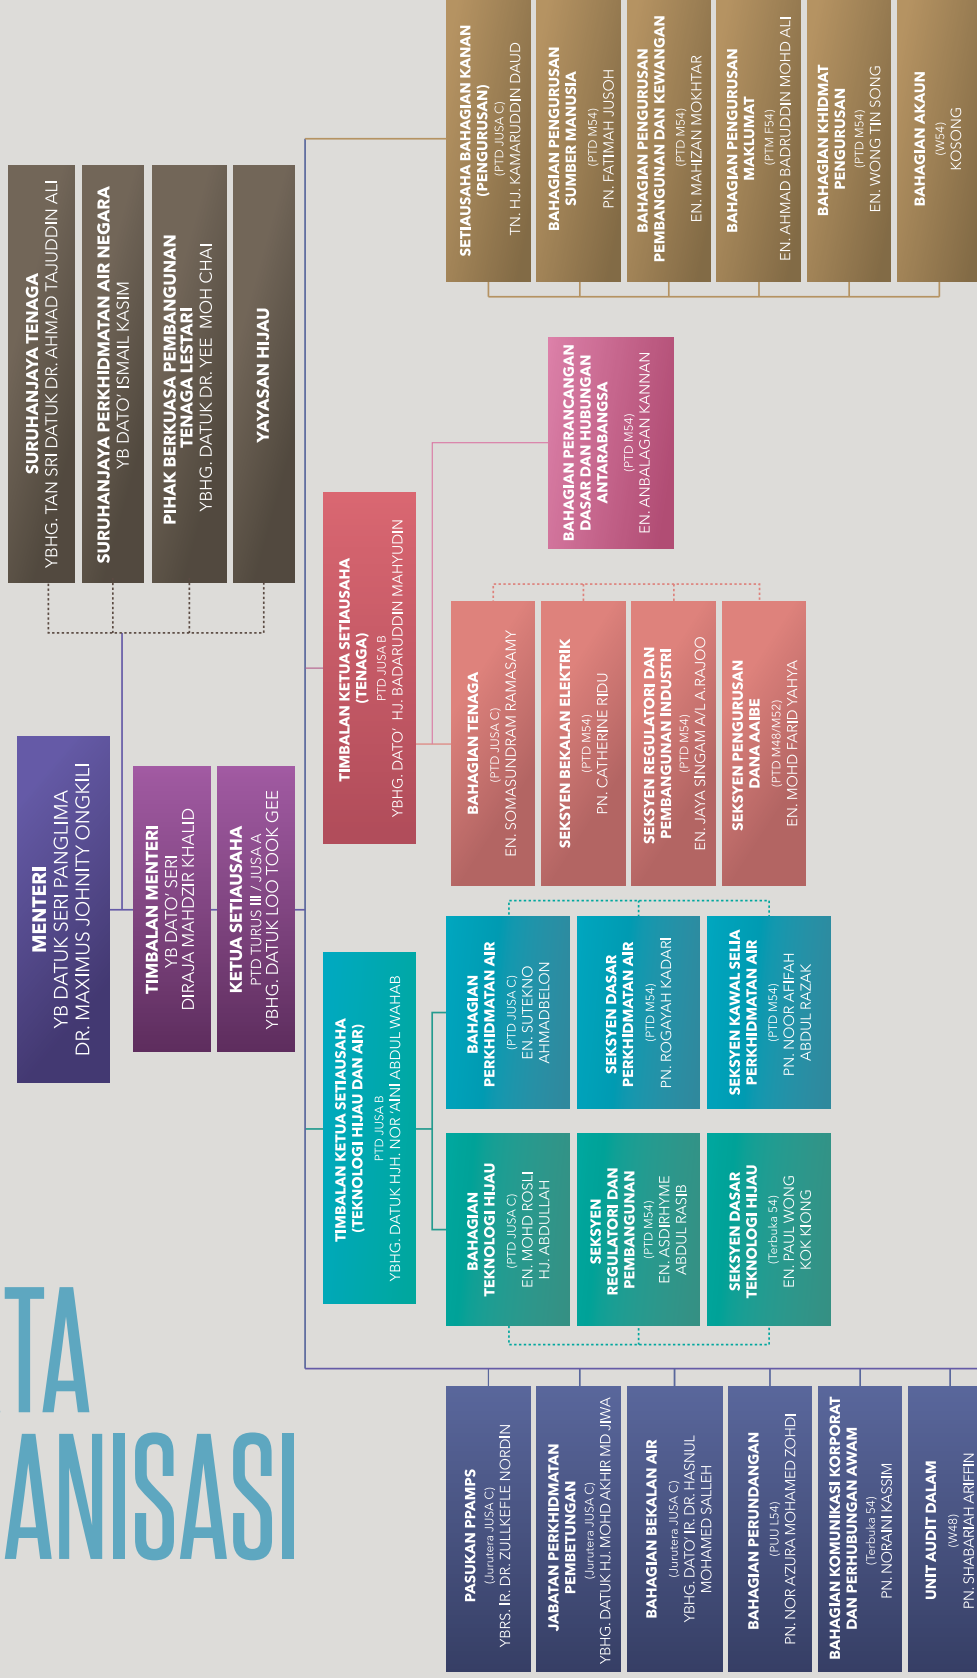 TA
ANISASI
MENTERI
YB DATUK SERI PANGLIMA
DR. MAXIMUS JOHNITY ONGKILI
TIMBALAN MENTERI
YB DATO’ SERI
DIRAJA MAHDZIR KHALID
KETUA SETIAUSAHA
PTD TURUS III / JUSA A
YBHG. DATUK LOO TOOK GEE
SURUHANJAYA TENAGA
YBHG. TAN SRI DATUK DR. AHMAD TAJUDDIN ALI
SURUHANJAYA PERKHIDMATAN AIR NEGARA
YB DATO’ ISMAIL KASIM
PIHAK BERKUASA PEMBANGUNAN
TENAGA LESTARI
YBHG. DATUK DR. YEE MOH CHAI
YAYASAN HIJAU
TIMBALAN KETUA SETIAUSAHA
(TEKNOLOGI HIJAU DAN AIR)
PTD JUSA B
YBHG. DATUK HJH. NOR ‘AINI ABDUL WAHAB
TIMBALAN KETUA SETIAUSAHA
(TENAGA)
PTD JUSA B
YBHG. DATO’ HJ. BADARUDDIN MAHYUDIN
PASUKAN PPAMPS
(Jurutera JUSA C)
YBRS. IR. DR. ZULLKEFLE NORDIN
JABATAN PERKHIDMATAN
PEMBETUNGAN
(Jurutera JUSA C)
YBHG. DATUK HJ. MOHD AKHIR MD JIWA
BAHAGIAN BEKALAN AIR
(Jurutera JUSA C)
YBHG. DATO’ IR. DR. HASNUL
MOHAMED SALLEH
BAHAGIAN PERUNDANGAN
(PUU L54)
PN. NOR A’ZURA MOHAMED ZOHDI
BAHAGIAN KOMUNIKASI KORPORAT
DAN PERHUBUNGAN AWAM
(Terbuka 54)
PN. NORAINI KASSIM
UNIT AUDIT DALAM
(W48)
PN. SHABARIAH ARIFFIN
BAHAGIAN
TEKNOLOGI HIJAU
(PTD JUSA C)
EN. MOHD ROSLI
HJ. ABDULLAH
SEKSYEN
REGULATORI DAN
PEMBANGUNAN
(PTD M54)
EN. ASDIRHYME
ABDUL RASIB
SEKSYEN DASAR
TEKNOLOGI HIJAU
(Terbuka 54)
EN. PAUL WONG
KOK KIONG
BAHAGIAN
PERKHIDMATAN AIR
(PTD JUSA C)
EN. SUTEKNO
AHMADBELON
SEKSYEN DASAR
PERKHIDMATAN AIR
(PTD M54)
PN. ROGAYAH KADARI
SEKSYEN KAWAL SELIA
PERKHIDMATAN AIR
(PTD M54)
PN. NOOR AFIFAH
ABDUL RAZAK
BAHAGIAN TENAGA
(PTD JUSA C)
EN. SOMASUNDRAM RAMASAMY
SEKSYEN BEKALAN ELEKTRIK
(PTD M54)
PN. CATHERINE RIDU
SEKSYEN REGULATORI DAN
PEMBANGUNAN INDUSTRI
(PTD M54)
EN. JAYA SINGAM A/L A.RAJOO
SEKSYEN PENGURUSAN
DANA AAIBE
(PTD M48/M52)
EN. MOHD FARID YAHYA
BAHAGIAN PERANCANGAN
DASAR DAN HUBUNGAN
ANTARABANGSA
(PTD M54)
EN. ANBALAGAN KANNAN
SETIAUSAHA BAHAGIAN KANAN
(PENGURUSAN)
(PTD JUSA C)
TN. HJ. KAMARUDDIN DAUD
BAHAGIAN PENGURUSAN
SUMBER MANUSIA
(PTD M54)
PN. FATIMAH JUSOH
BAHAGIAN PENGURUSAN
PEMBANGUNAN DAN KEWANGAN
(PTD M54)
EN. MAHIZAN MOKHTAR
BAHAGIAN PENGURUSAN
MAKLUMAT
(PTM F54)
EN. AHMAD BADRUDDIN MOHD ALI
BAHAGIAN KHIDMAT
PENGURUSAN
(PTD M54)
EN. WONG TIN SONG
BAHAGIAN AKAUN
(W54)
KOSONG